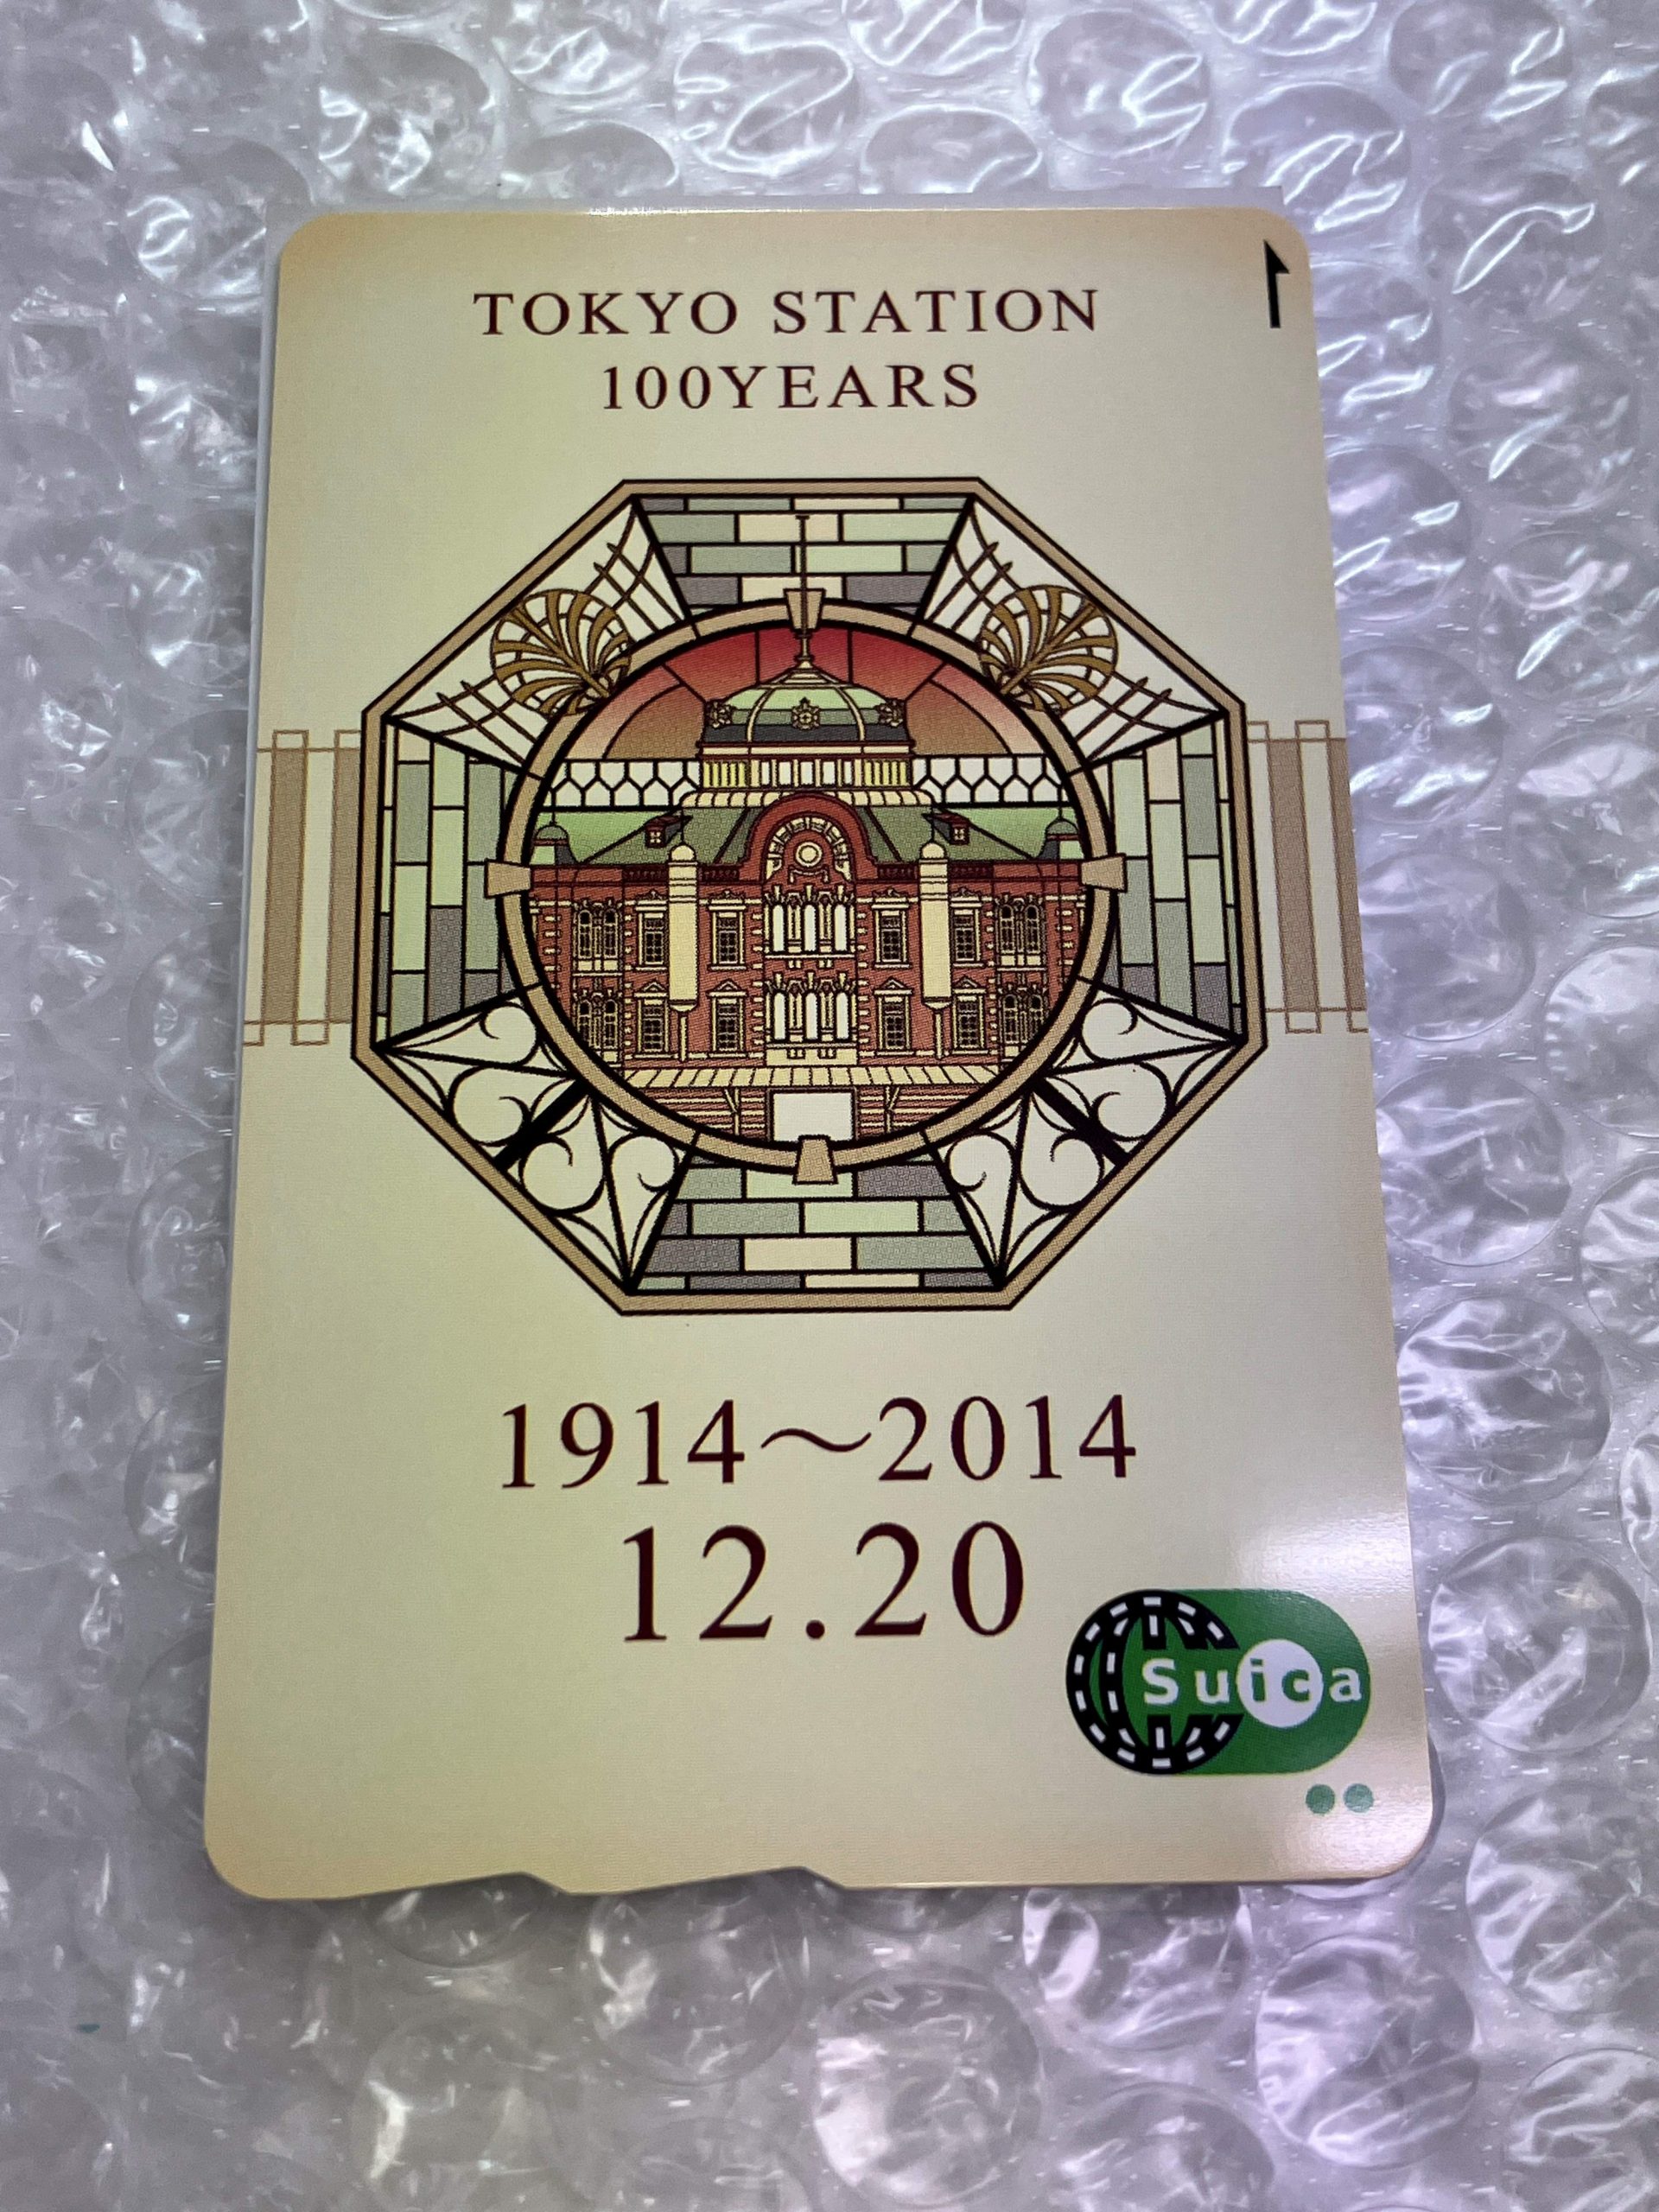 TOKYO STATION
100YEARS
1914～2014
12.20
Suica